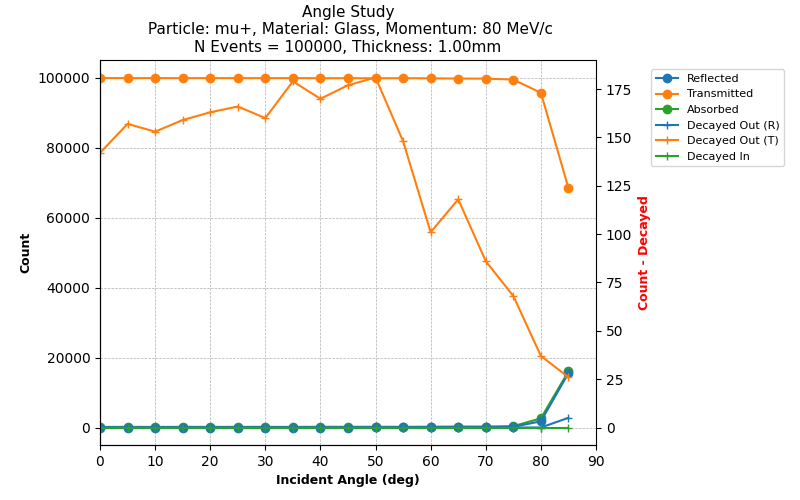 Angle Study
Particle: mu+, Material: Glass, Momentum: 80 MeV/c
N Events = 100000, Thickness: 1.00mm
100000
80000
60000
40000
20000
0
Count
0 10 20 30 40 50 60 70 80 90
Incident Angle (deg)
175
150
125
100
75
50
25
0
Count - Decayed
Reflected
Transmitted
Absorbed
Decayed Out (R)
Decayed Out (T)
Decayed In